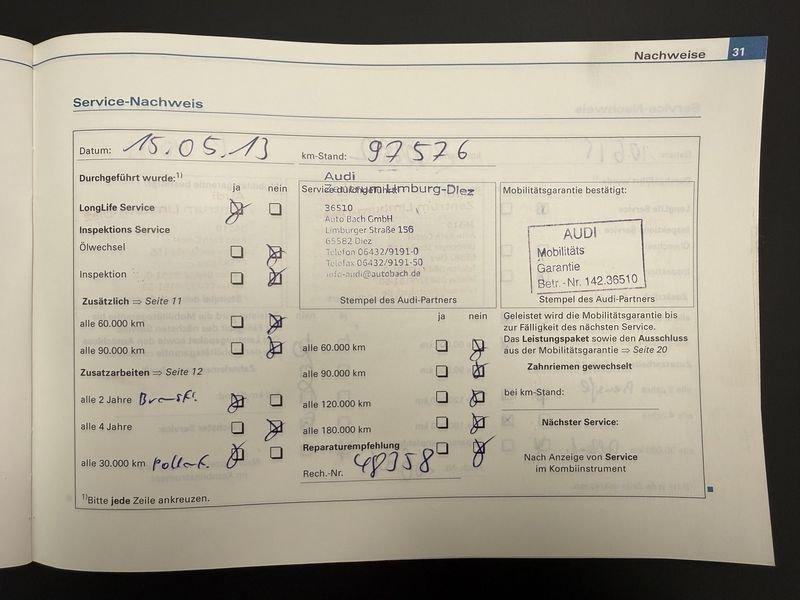 Nachweise 31
Service-Nachweis
Datum: 15.05.13 km-Stand: 97576
Durchgeführt wurde:1)
ja nein
LongLife Service
Inspektions Service
Ölwechsel
Inspektion
Zusätzlich ⇒ Seite 11
alle 60.000 km
alle 90.000 km
Zusatzarbeiten ⇒ Seite 12
alle 2 Jahre
alle 4 Jahre
alle 30.000 km
1)Bitte jede Zeile ankreuzen.
Audi
Zentrum Limburg-Diez
36510
Auto Bach GmbH
Limburger Straße 156
65582 Diez
Telefon 06432/9191-0
Telefax 06432/9191-50
info-audi@autobach.de
Stempel des Audi-Partners
ja nein
alle 60.000 km
alle 90.000 km
alle 120.000 km
alle 180.000 km
Reparaturempfehlung
Rech.-Nr. 48358
Mobilitätsgarantie bestätigt:
AUDI
Mobilitäts
Garantie
Betr.-Nr. 142.36510
Stempel des Audi-Partners
Geleistet wird die Mobilitätsgarantie bis
zur Fälligkeit des nächsten Service.
Das Leistungspaket sowie den Ausschluss
aus der Mobilitätsgarantie ⇒ Seite 20
Zahnriemen gewechselt
bei km-Stand:
Nächster Service:
Nach Anzeige von Service
im Kombiinstrument